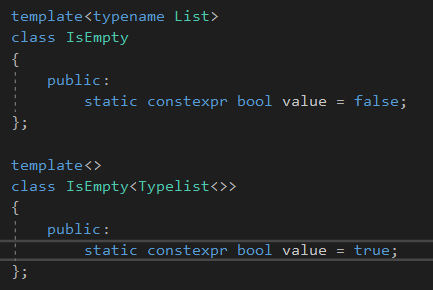 template<typename List>
class IsEmpty
{
    public:
        static constexpr bool value = false;
};

template<>
class IsEmpty<Typelist<>>
{
    public:
        static constexpr bool value = true;
};